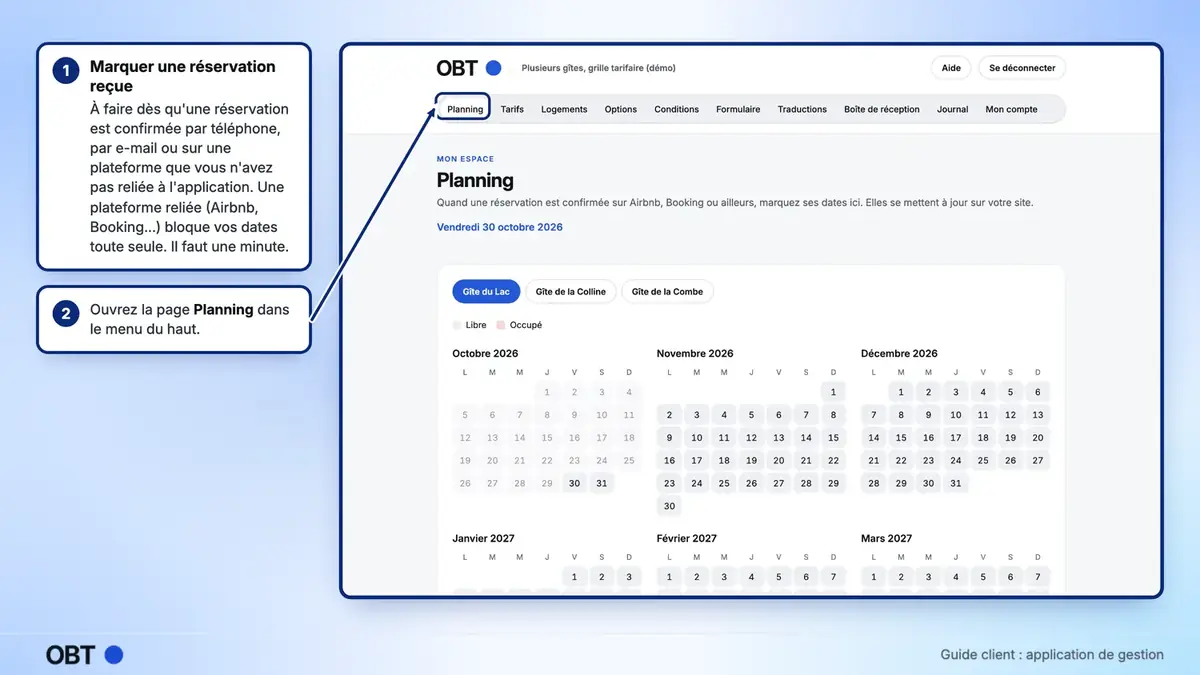 1
Marquer une réservation
reçue
À faire dès qu'une réservation
est confirmée par téléphone,
par e-mail ou sur une
plateforme que vous n'avez
pas reliée à l'application. Une
plateforme reliée (Airbnb,
Booking...) bloque vos dates
toute seule. Il faut une minute.
2
Ouvrez la page Planning dans
le menu du haut.
OBT
Plusieurs gîtes, grille tarifaire (démo)
Aide
Se déconnecter
Planning Tarifs Logements Options Conditions Formulaire Traductions Boîte de réception Journal Mon compte
MON ESPACE
Planning
Quand une réservation est confirmée sur Airbnb, Booking ou ailleurs, marquez ses dates ici. Elles se mettent à jour sur votre site.
Vendredi 30 octobre 2026
Gîte du Lac Gîte de la Colline Gîte de la Combe
Libre Occupé
Octobre 2026
L M M J V S D
1 2 3 4
5 6 7 8 9 10 11
12 13 14 15 16 17 18
19 20 21 22 23 24 25
26 27 28 29 30 31
Novembre 2026
L M M J V S D
1
2 3 4 5 6 7 8
9 10 11 12 13 14 15
16 17 18 19 20 21 22
23 24 25 26 27 28 29
30
Décembre 2026
L M M J V S D
1 2 3 4 5 6
7 8 9 10 11 12 13
14 15 16 17 18 19 20
21 22 23 24 25 26 27
28 29 30 31
Janvier 2027
L M M J V S D
1 2 3
Février 2027
L M M J V S D
1 2 3 4 5 6 7
Mars 2027
L M M J V S D
1 2 3 4 5 6 7
OBT
Guide client : application de gestion